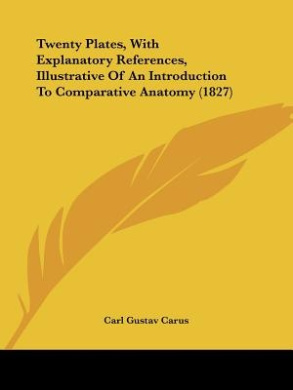 Twenty Plates, With
Explanatory References,
Illustrative Of An Introduction
To Comparative Anatomy (1827)
Carl Gustav Carus